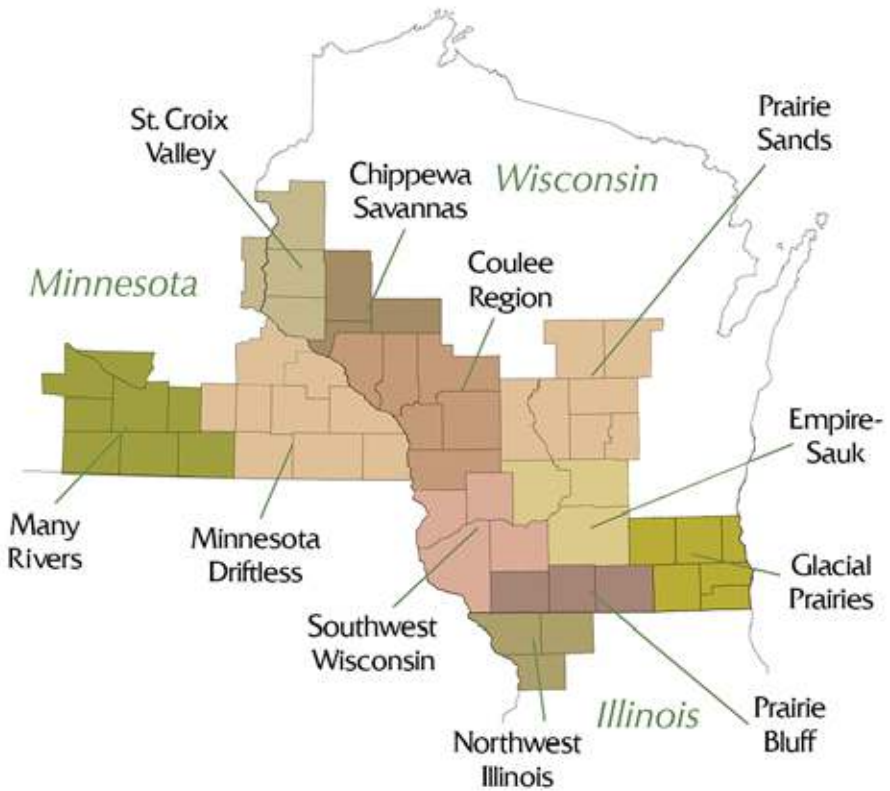 St. Croix
Valley
Chippewa
Savannas
Wisconsin
Prairie
Sands
Minnesota
Coulee
Region
Empire-
Sauk
Many
Rivers
Minnesota
Driftless
Glacial
Prairies
Southwest
Wisconsin
Illinois
Prairie
Bluff
Northwest
Illinois